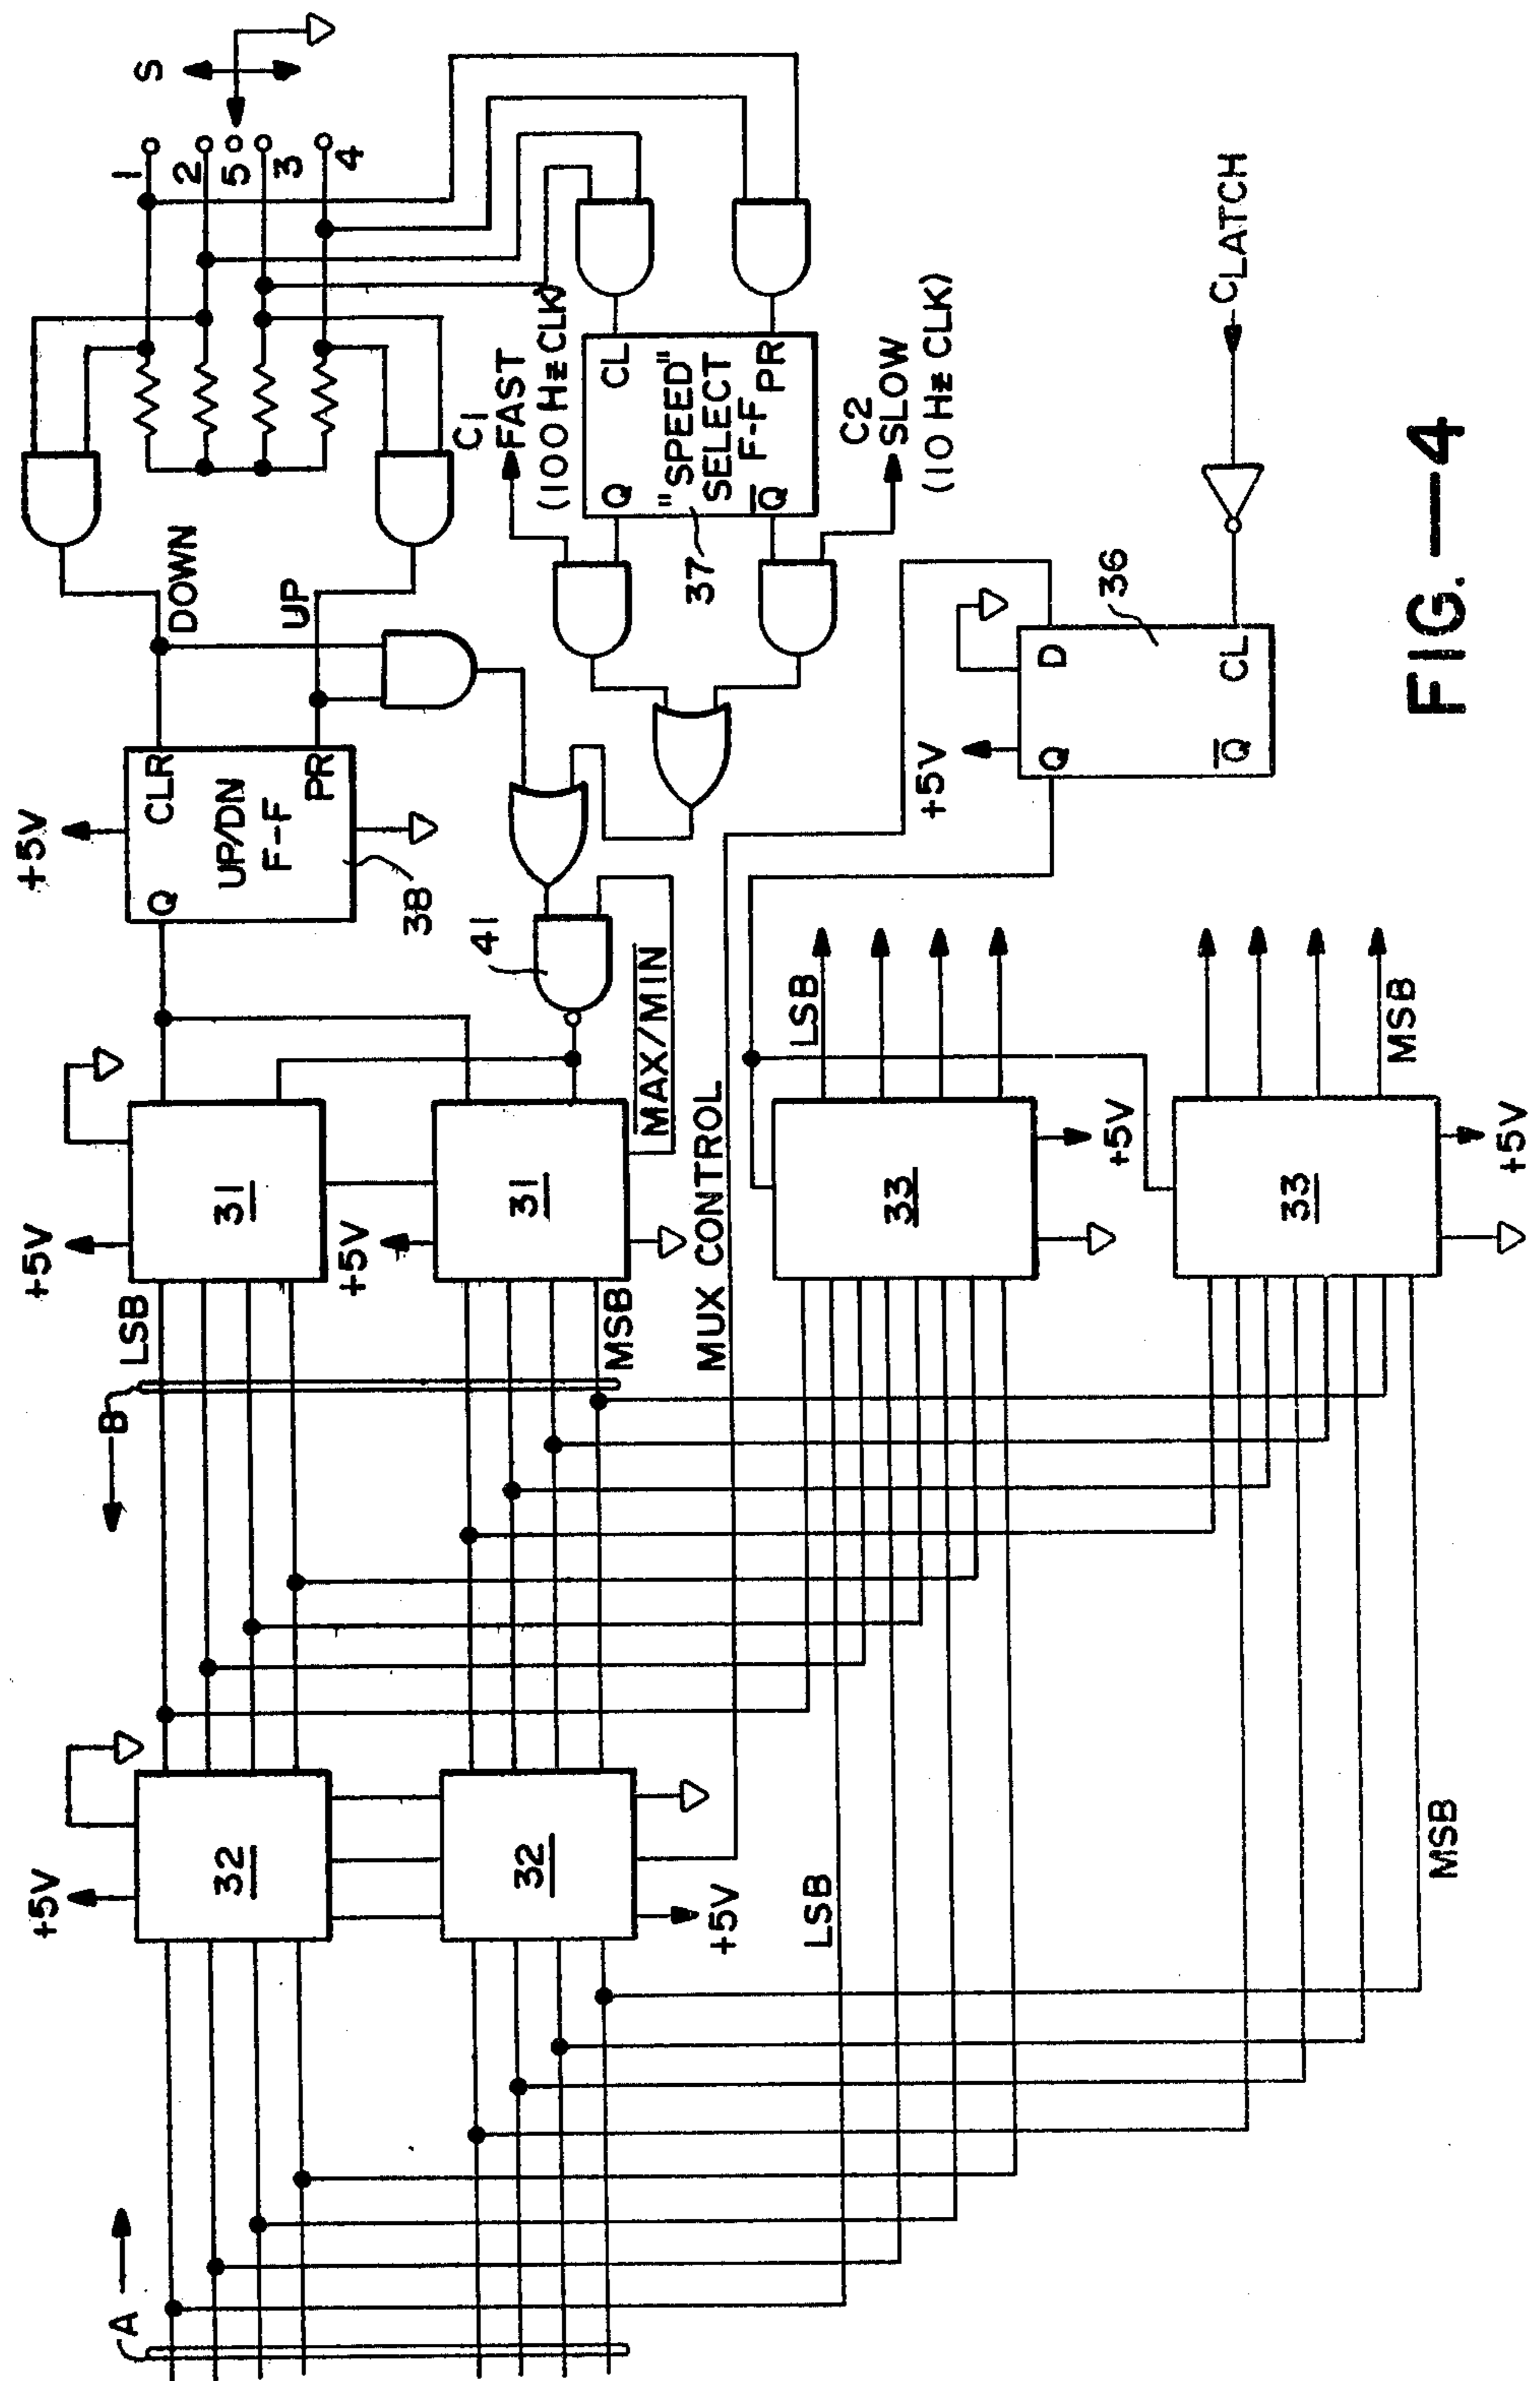 S
1
2
5
3
4
C1
FAST
(100 Hz CLK)
CL
"SPEED"
SELECT
F-F
PR
Q
Q̅
37
C2
SLOW
(10 Hz CLK)
CLATCH
DOWN
UP
+5V
CLR
UP/DN
F-F
PR
Q
38
41
MAX/MIN
36
D
CL
Q
Q̅
+5V
+5V
31
+5V
31
LSB
MSB
B
MUX CONTROL
LSB
33
+5V
MSB
33
+5V
+5V
32
32
+5V
LSB
MSB
A
FIG.—4